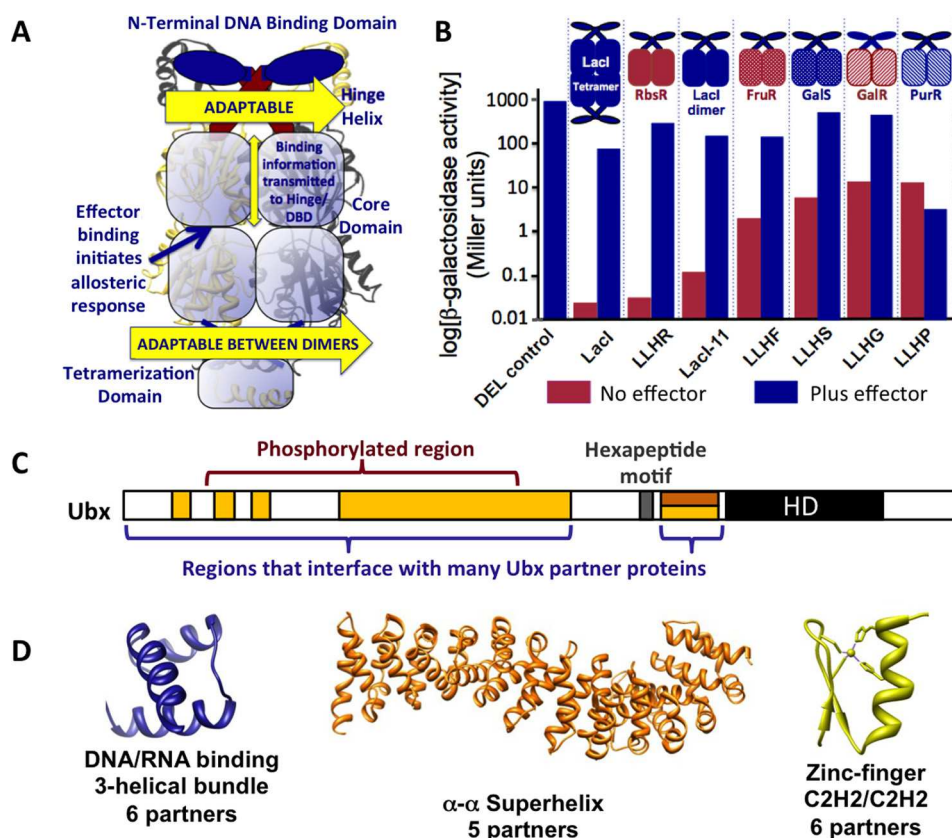 A
N-Terminal DNA Binding Domain
ADAPTABLE
Hinge
Helix
Binding
information
transmitted
to Hinge/
DBD
Core
Domain
Effector
binding
initiates
allosteric
response
ADAPTABLE BETWEEN DIMERS
Tetramerization
Domain
B
LacI
Tetramer
RbsR
LacI
dimer
FruR
GalS
GalR
PurR
log[β-galactosidase activity]
(Miller units)
1000
100
10
1
0.1
0.01
DEL control
LacI
LLHR
LacI-11
LLHF
LLHS
LLHG
LLHP
No effector
Plus effector
C
Phosphorylated region
Hexapeptide
motif
Ubx
HD
Regions that interface with many Ubx partner proteins
D
DNA/RNA binding
3-helical bundle
6 partners
α-α Superhelix
5 partners
Zinc-finger
C2H2/C2H2
6 partners